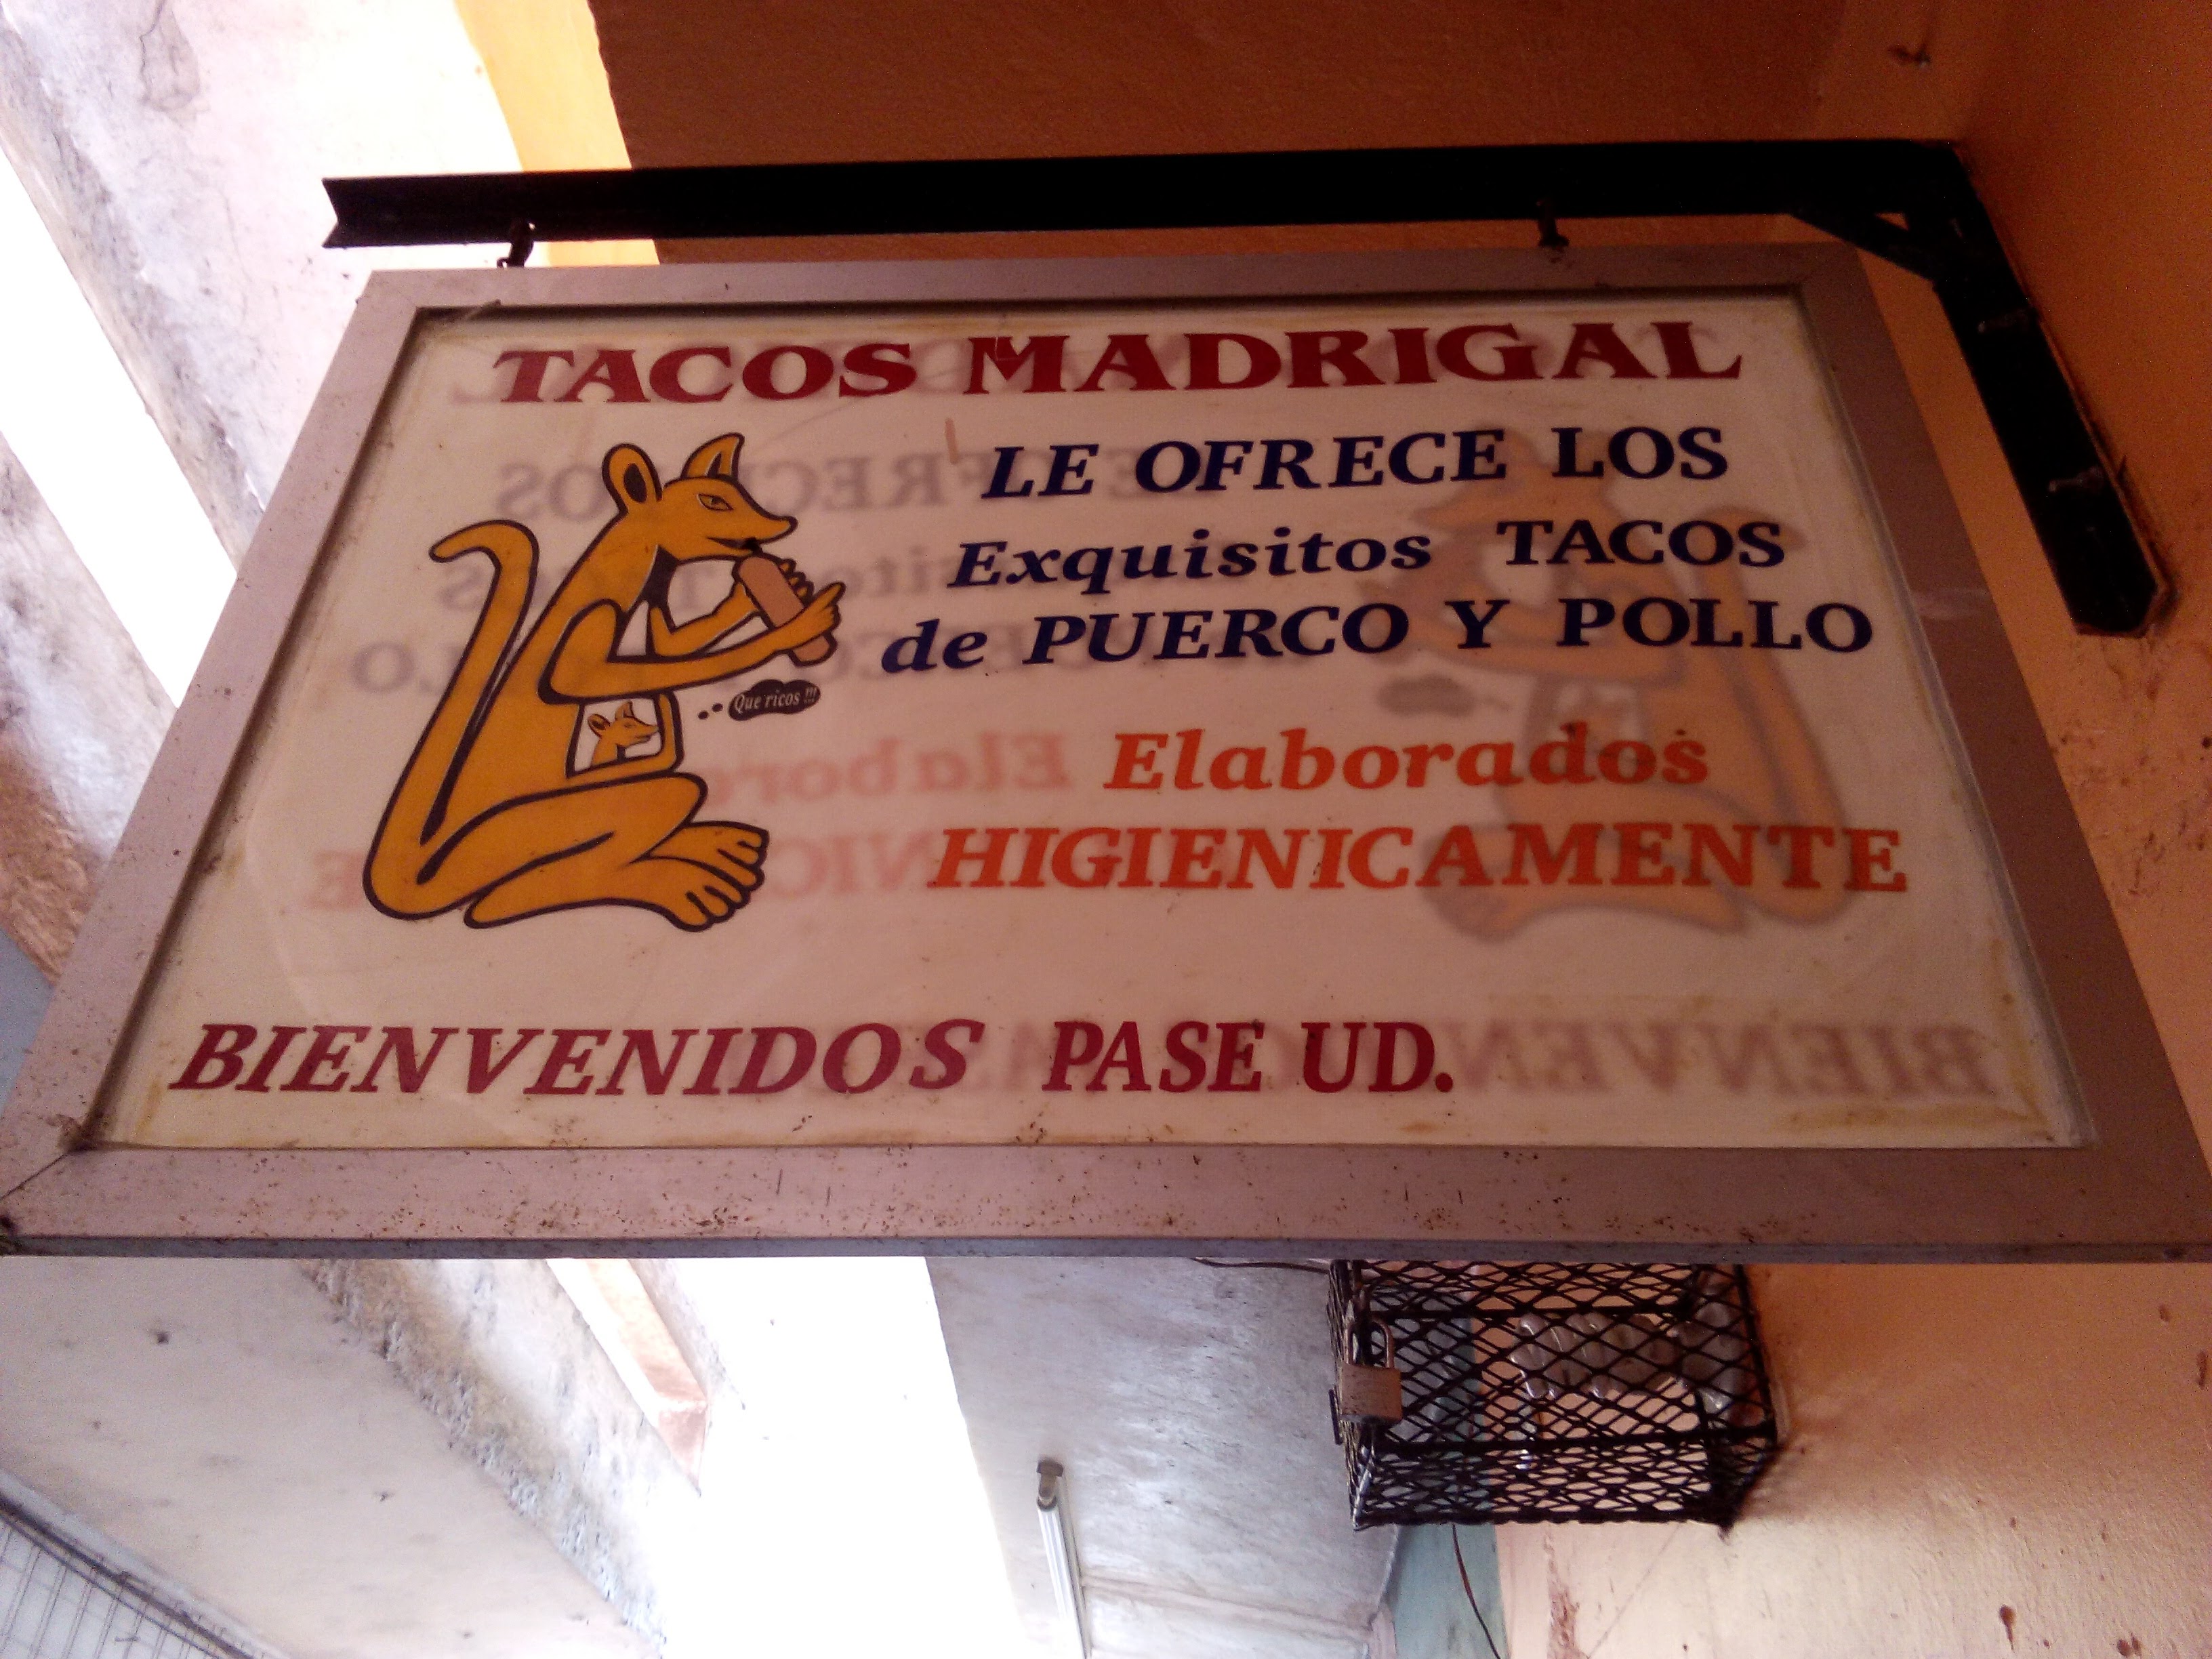 TACOS MADRIGAL
LE OFRECE LOS
Exquisitos TACOS
de PUERCO Y POLLO
Que ricos !!!
Elaborados
HIGIENICAMENTE
BIENVENIDOS PASE UD.